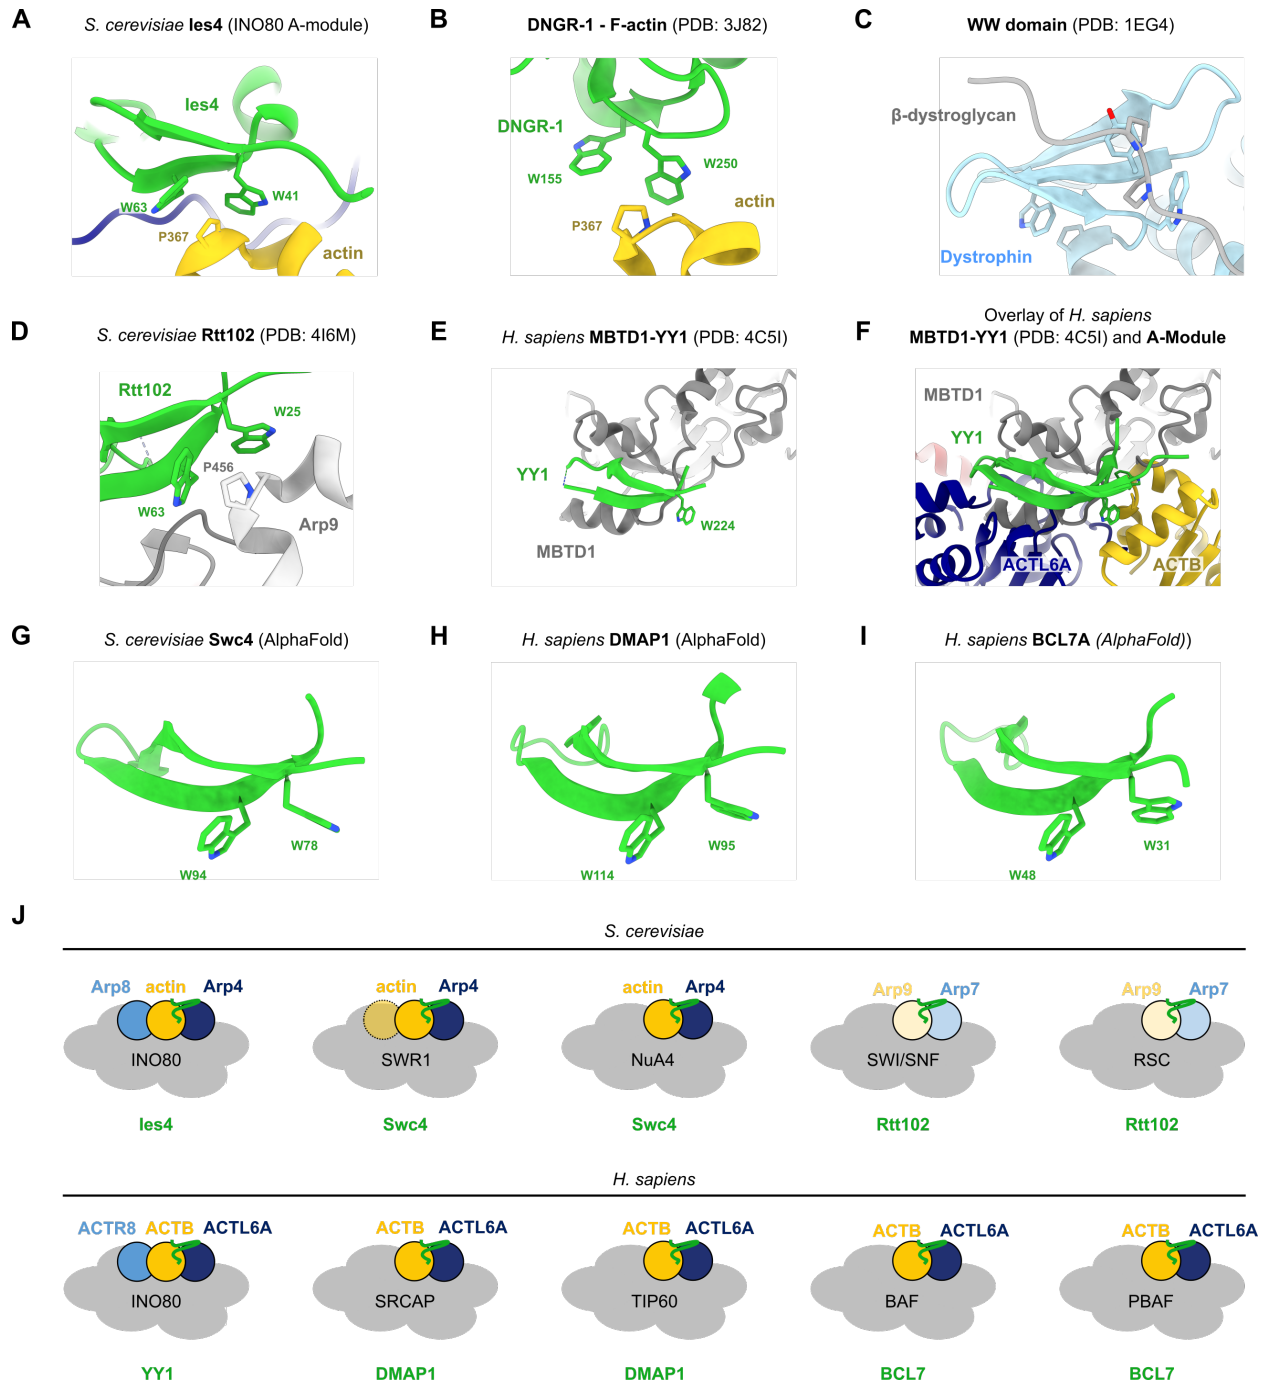 A
S. cerevisiae Ies4 (INO80 A-module)
Ies4
W63
W41
P367
actin
B
DNGR-1 - F-actin (PDB: 3J82)
DNGR-1
W155
W250
P367
actin
C
WW domain (PDB: 1EG4)
β-dystroglycan
Dystrophin
D
S. cerevisiae Rtt102 (PDB: 4I6M)
Rtt102
W25
P456
W63
Arp9
E
H. sapiens MBTD1-YY1 (PDB: 4C5I)
YY1
W224
MBTD1
F
Overlay of H. sapiens
MBTD1-YY1 (PDB: 4C5I) and A-Module
MBTD1
YY1
ACTL6A
ACTB
G
S. cerevisiae Swc4 (AlphaFold)
W78
W94
H
H. sapiens DMAP1 (AlphaFold)
W95
W114
I
H. sapiens BCL7A (AlphaFold))
W31
W48
J
S. cerevisiae
Arp8 actin Arp4
INO80
Ies4
actin Arp4
SWR1
Swc4
actin Arp4
NuA4
Swc4
Arp9 Arp7
SWI/SNF
Rtt102
Arp9 Arp7
RSC
Rtt102
H. sapiens
ACTR8 ACTB ACTL6A
INO80
YY1
ACTB ACTL6A
SRCAP
DMAP1
ACTB ACTL6A
TIP60
DMAP1
ACTB ACTL6A
BAF
BCL7
ACTB ACTL6A
PBAF
BCL7